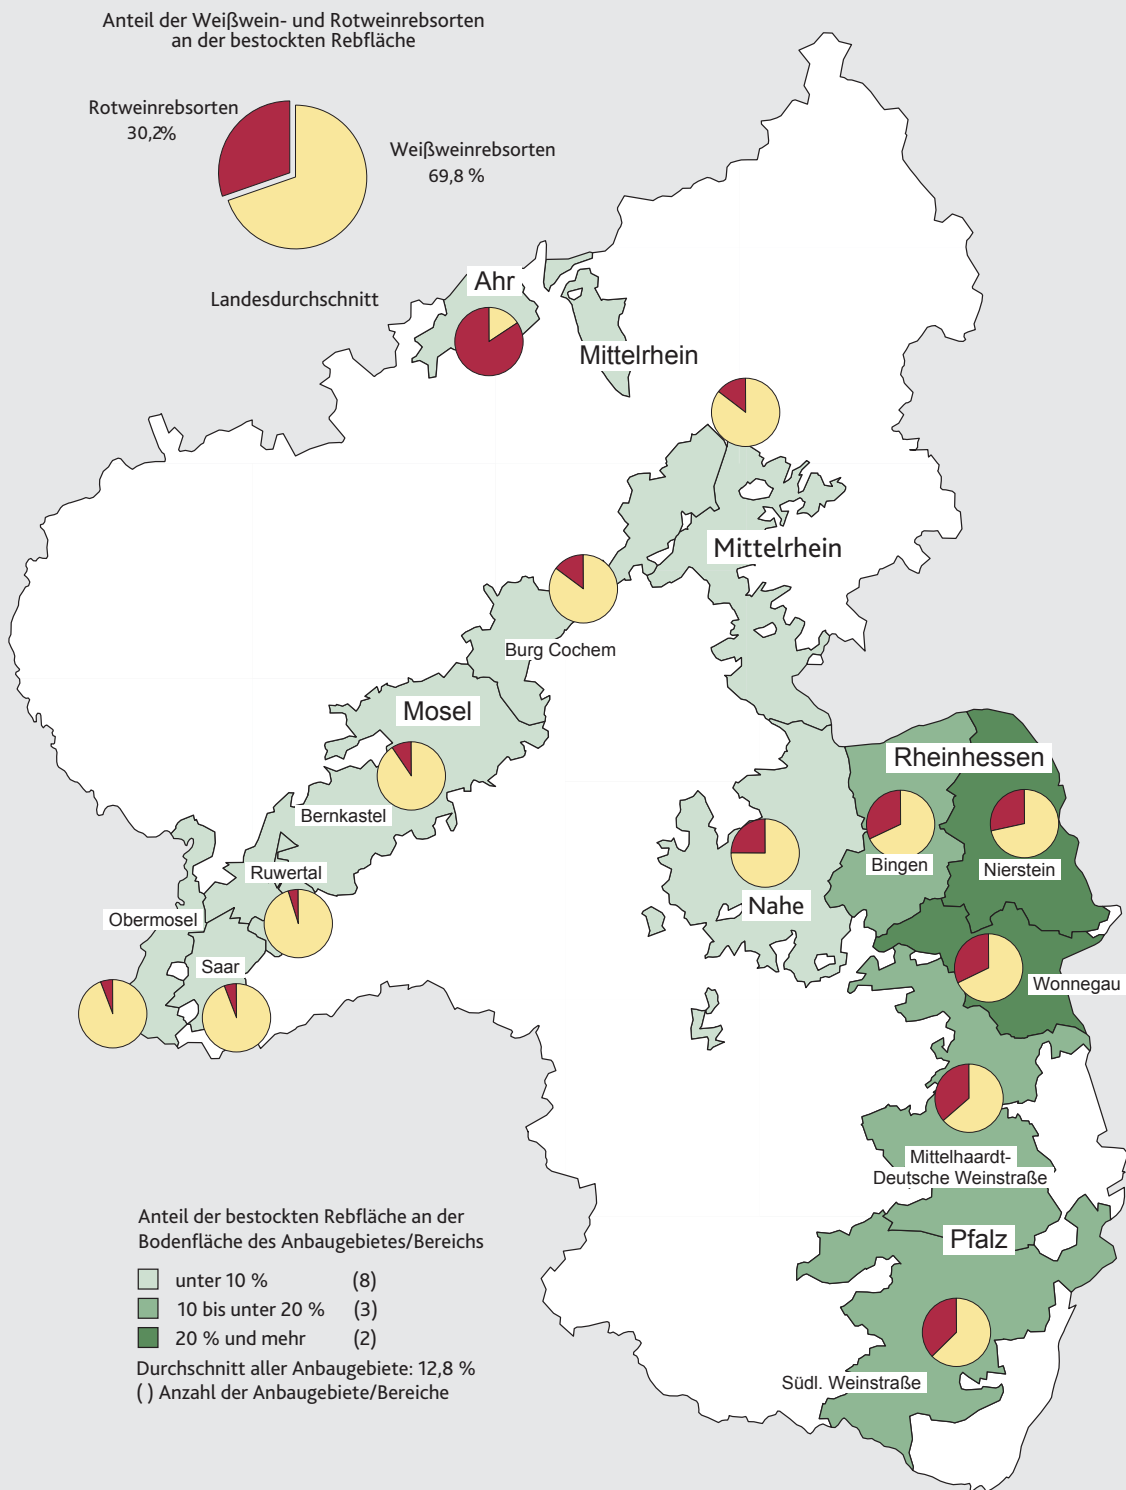 Anteil der Weißwein- und Rotweinrebsorten
an der bestockten Rebfläche
Rotweinrebsorten
30,2%
Weißweinrebsorten
69,8 %
Landesdurchschnitt
Ahr
Mittelrhein
Mittelrhein
Burg Cochem
Mosel
Bernkastel
Ruwertal
Obermosel
Saar
Rheinhessen
Bingen
Nierstein
Nahe
Wonnegau
Mittelhaardt-
Deutsche Weinstraße
Pfalz
Südl. Weinstraße
Anteil der bestockten Rebfläche an der
Bodenfläche des Anbaugebietes/Bereichs
unter 10 % (8)
10 bis unter 20 % (3)
20 % und mehr (2)
Durchschnitt aller Anbaugebiete: 12,8 %
( ) Anzahl der Anbaugebiete/Bereiche